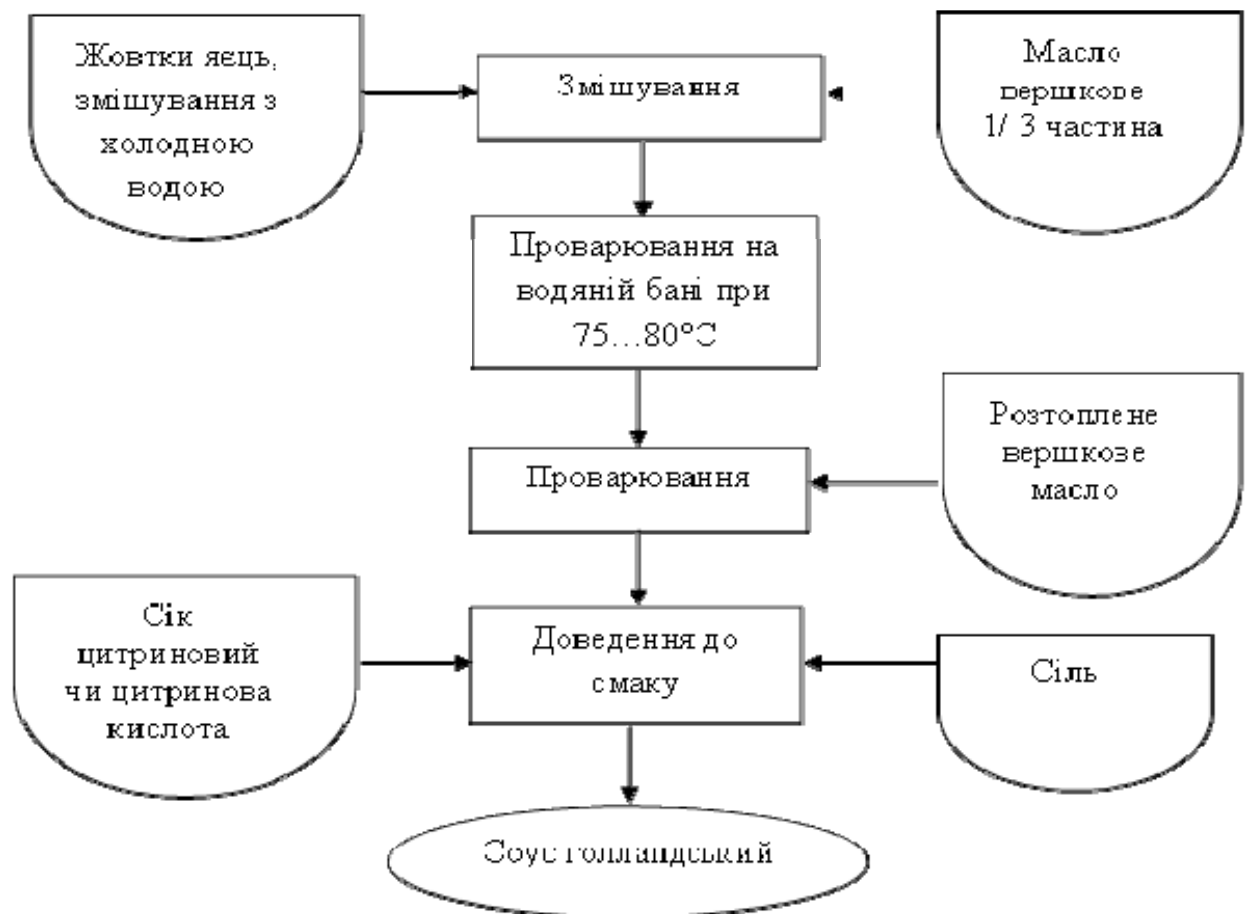 Жовтки яєць,
змішування з
холодною
водою
Змішування
Масло
вершкове
1/ 3 частина
Проварювання на
водяній бані при
75...80°C
Розтоплене
вершкове
масло
Проварювання
Сік
цитриновий
чи цитринова
кислота
Доведення до
смаку
Сіль
Соус голландський